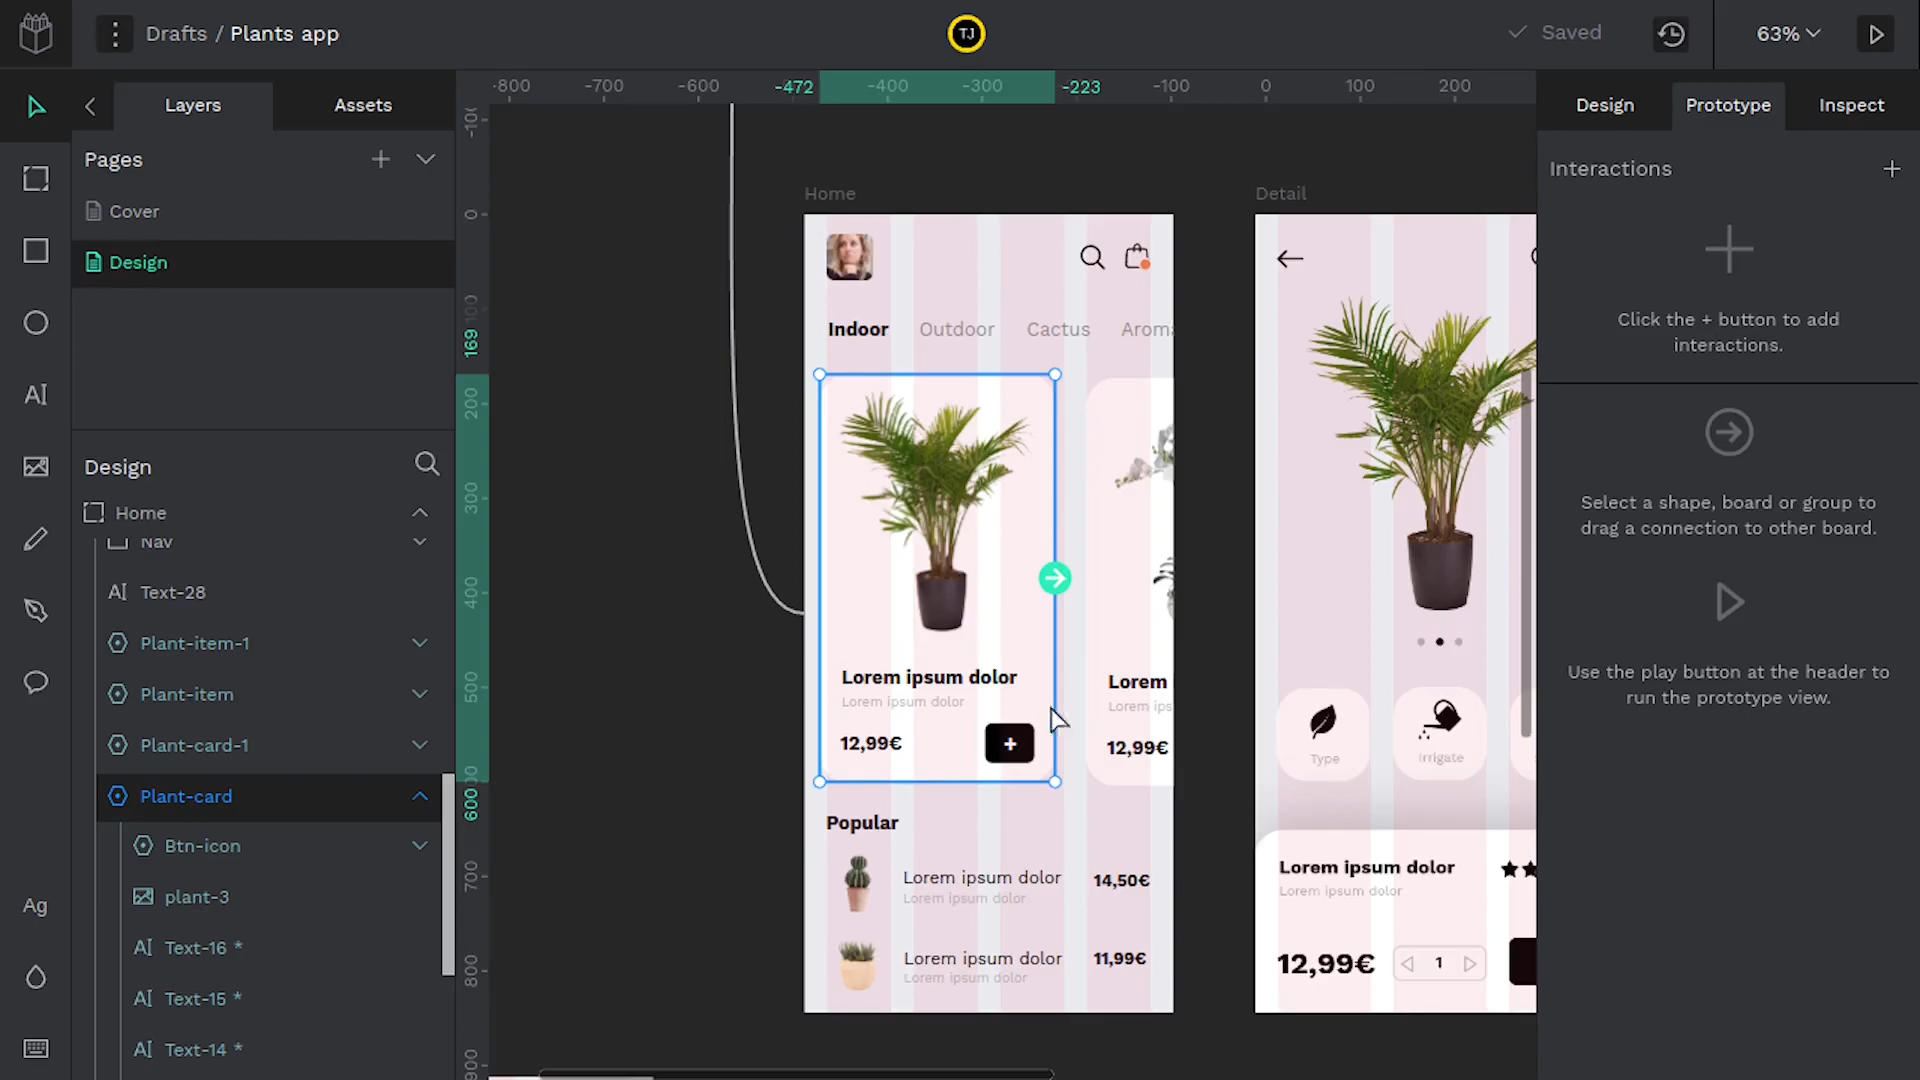 Drafts / Plants app
TJ
Saved
63%
Layers
Assets
-800
-700
-600
-472
-400
-300
-223
-100
0
100
200
Design
Prototype
Inspect
Pages
Cover
Design
Design
Home
Nav
Text-28
Plant-item-1
Plant-item
Plant-card-1
Plant-card
Btn-icon
plant-3
Text-16 *
Text-15 *
Text-14 *
AI
Ag
0
100
169
200
300
400
500
600
700
800
900
Home
Indoor
Outdoor
Cactus
Lorem ipsum dolor
Lorem ipsum dolor
12,99€
+
Lorem
Lorem ips
12,99€
Popular
Lorem ipsum dolor
Lorem ipsum dolor
14,50€
Lorem ipsum dolor
Lorem ipsum dolor
11,99€
Detail
Type
Irrigate
Lorem ipsum dolor
Lorem ipsum dolor
12,99€
1
Interactions
Click the + button to add
interactions.
Select a shape, board or group to
drag a connection to other board.
Use the play button at the header to
run the prototype view.